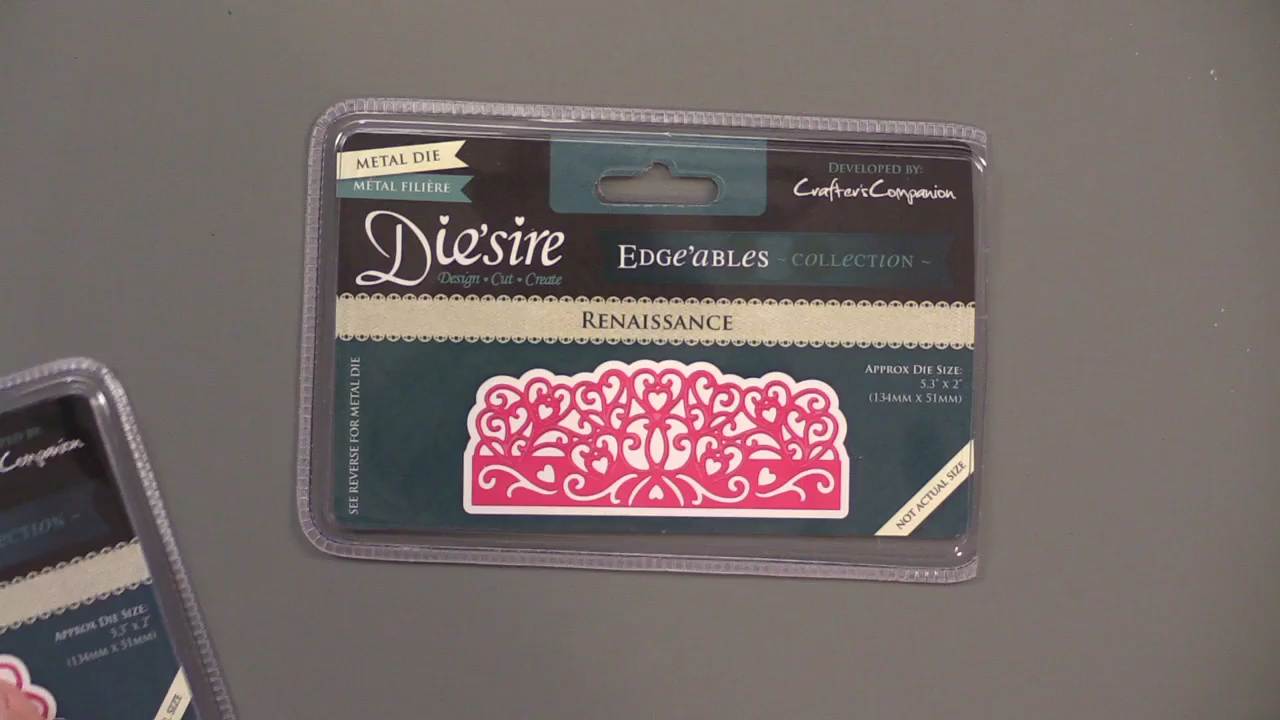 METAL DIE
MÉTAL FILIÈRE
DEVELOPED BY:
Crafter's Companion
Die'sire
Design • Cut • Create
EDGE'ABLES ~ COLLECTION ~
RENAISSANCE
SEE REVERSE FOR METAL DIE
APPROX DIE SIZE:
5.3" X 2"
(134MM X 51MM)
NOT ACTUAL SIZE
BY:
Companion
~
APPROX DIE SIZE:
5.3" X 2"
(134MM X 51MM)
SIZE